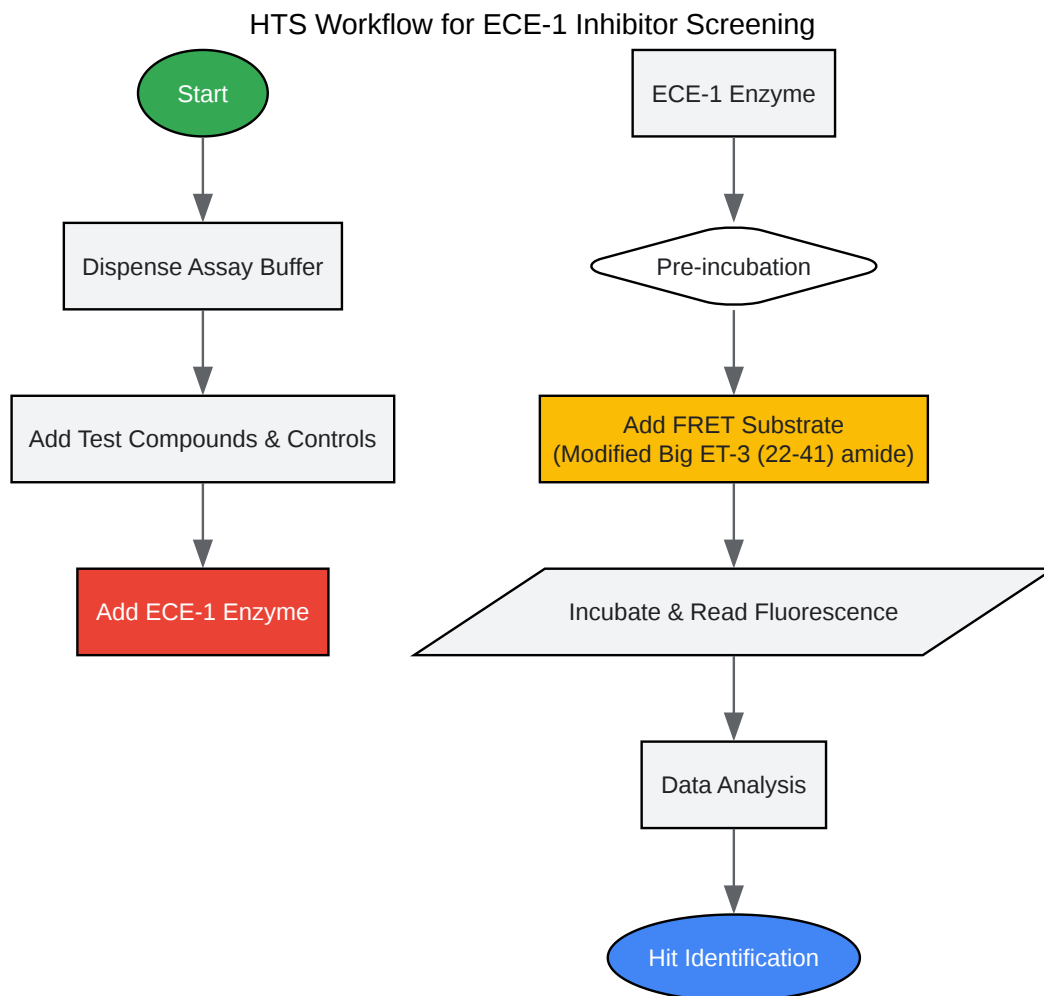 HTS Workflow for ECE-1 Inhibitor Screening
Start
Dispense Assay Buffer
Add Test Compounds & Controls
Add ECE-1 Enzyme
ECE-1 Enzyme
Pre-incubation
Add FRET Substrate
(Modified Big ET-3 (22-41) amide)
Incubate & Read Fluorescence
Data Analysis
Hit Identification